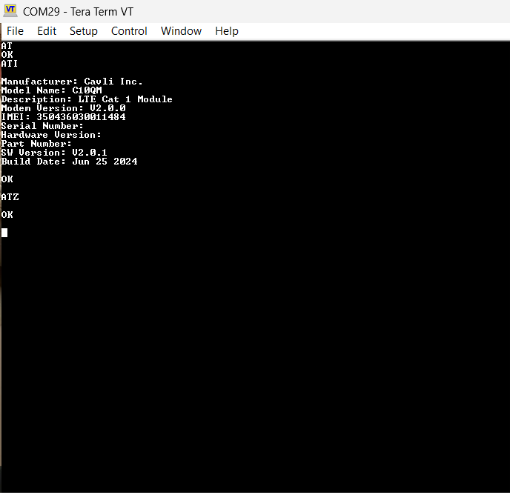 VT COM29 - Tera Term VT
File Edit Setup Control Window Help
AT
OK
ATI
Manufacturer: Cavli Inc.
Model Name: C10QM
Description: LTE Cat 1 Module
Modem Version: V2.0.0
IMEI: 350436030011484
Serial Number:
Hardware Version:
Part Number:
SW Version: V2.0.1
Build Date: Jun 25 2024
OK
ATZ
OK